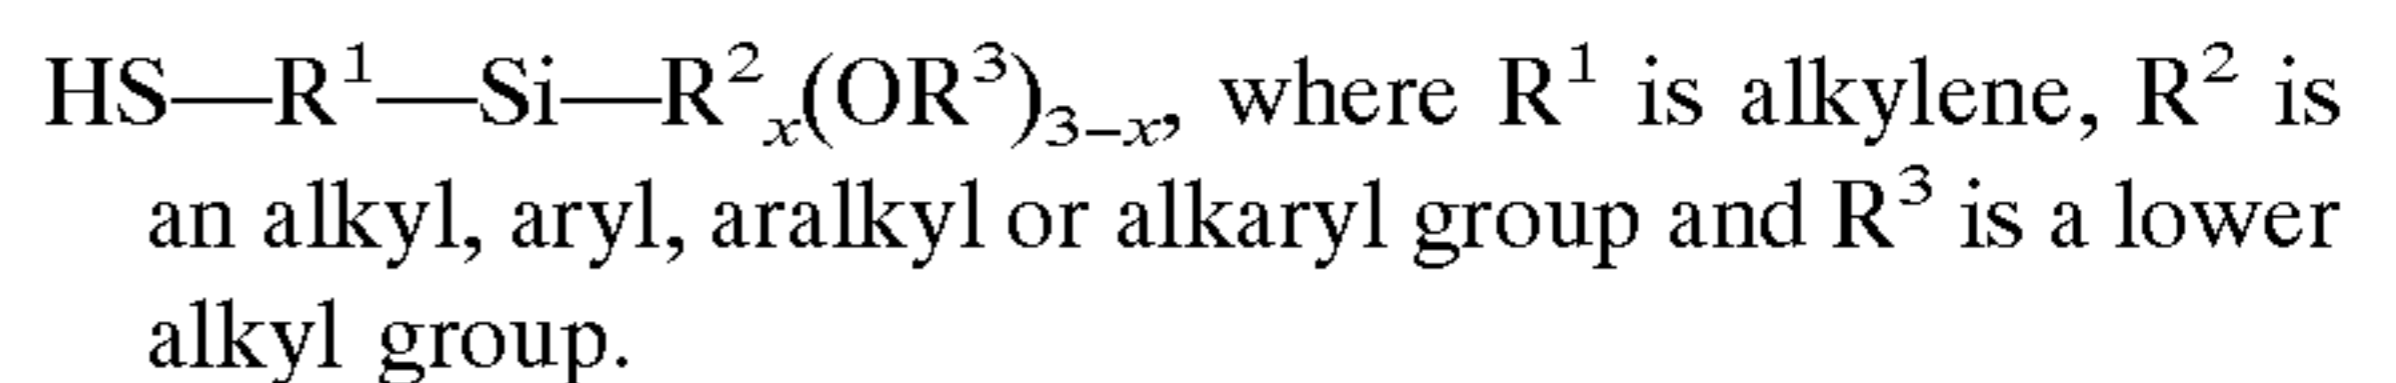 HS—R¹—Si—R²ₓ(OR³)₃₋ₓ, where R¹ is alkylene, R² is
an alkyl, aryl, aralkyl or alkaryl group and R³ is a lower
alkyl group.